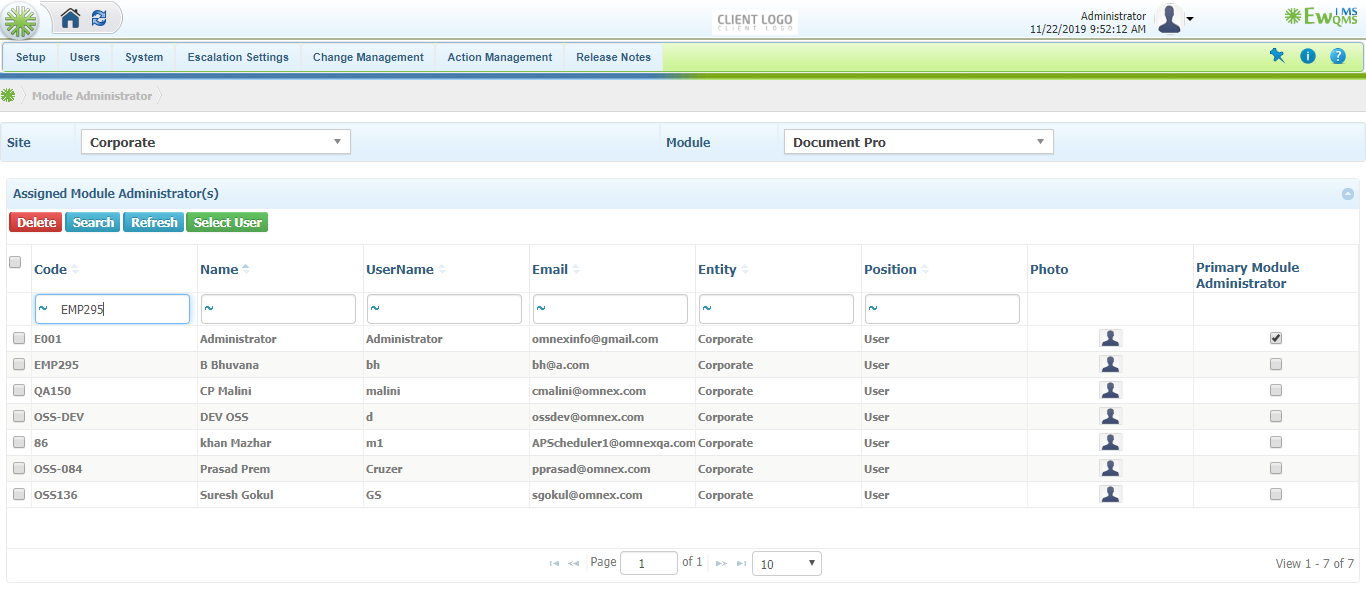 CLIENT LOGO
CLIENT LOGO
Administrator
11/22/2019 9:52:12 AM
EwQMS
iMS
Setup Users System Escalation Settings Change Management Action Management Release Notes
Module Administrator
Site Corporate Module Document Pro
Assigned Module Administrator(s)
Delete Search Refresh Select User
Code Name UserName Email Entity Position Photo Primary Module
Administrator
~ EMP295 ~ ~ ~ ~ ~
E001 Administrator Administrator omnexinfo@gmail.com Corporate User
EMP295 B Bhuvana bh bh@a.com Corporate User
QA150 CP Malini malini cmalini@omnex.com Corporate User
OSS-DEV DEV OSS d ossdev@omnex.com Corporate User
86 khan Mazhar m1 APScheduler1@omnexqa.com Corporate User
OSS-084 Prasad Prem Cruzer pprasad@omnex.com Corporate User
OSS136 Suresh Gokul GS sgokul@omnex.com Corporate User
Page 1 of 1 10 View 1 - 7 of 7